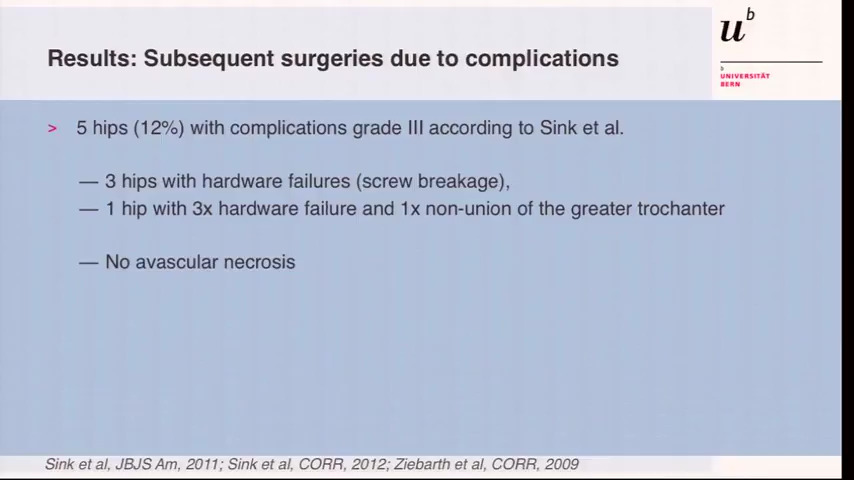 u^b
Results: Subsequent surgeries due to complications
b
UNIVERSITÄT
BERN
> 5 hips (12%) with complications grade III according to Sink et al.
— 3 hips with hardware failures (screw breakage),
— 1 hip with 3x hardware failure and 1x non-union of the greater trochanter
— No avascular necrosis
Sink et al, JBJS Am, 2011; Sink et al, CORR, 2012; Ziebarth et al, CORR, 2009